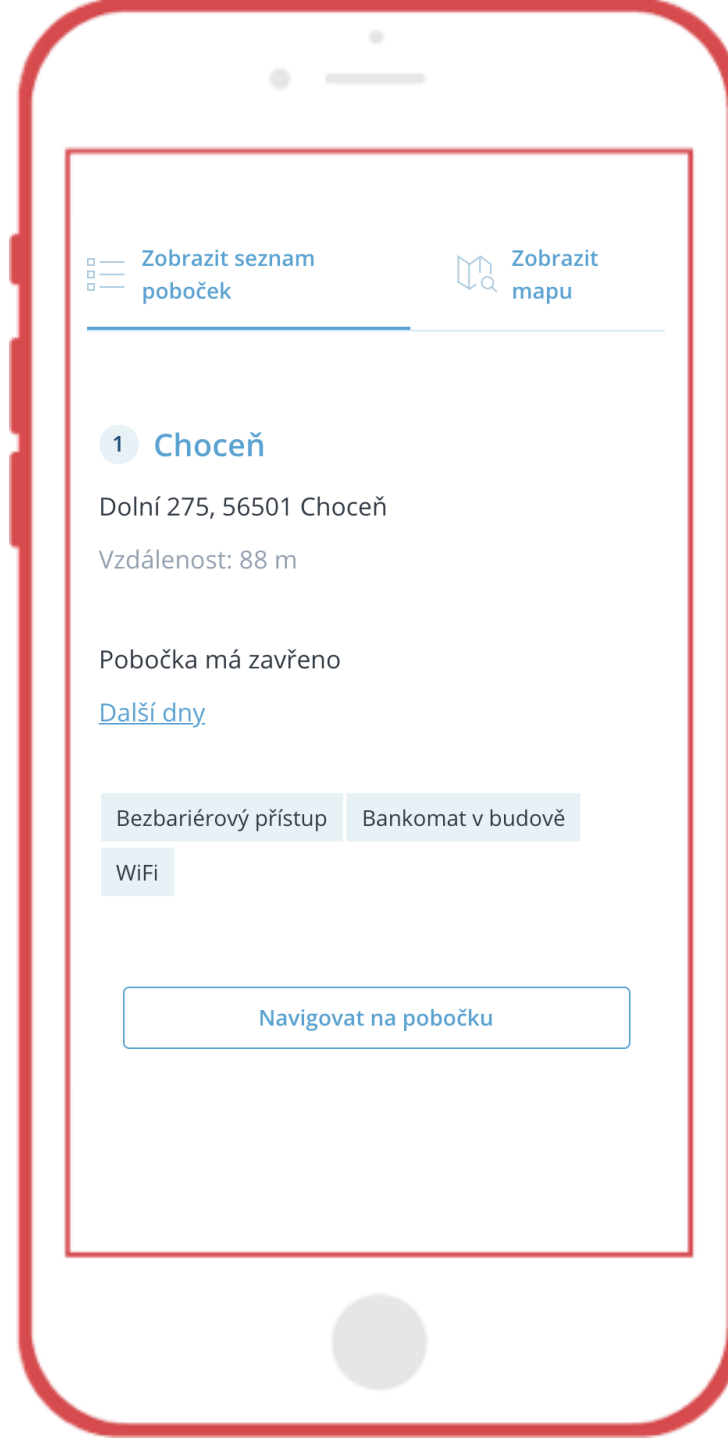 Zobrazit seznam
poboček
Zobrazit
mapu
1 Choceň
Dolní 275, 56501 Choceň
Vzdálenost: 88 m
Pobočka má zavřeno
Další dny
Bezbariérový přístup Bankomat v budově
WiFi
Navigovat na pobočku